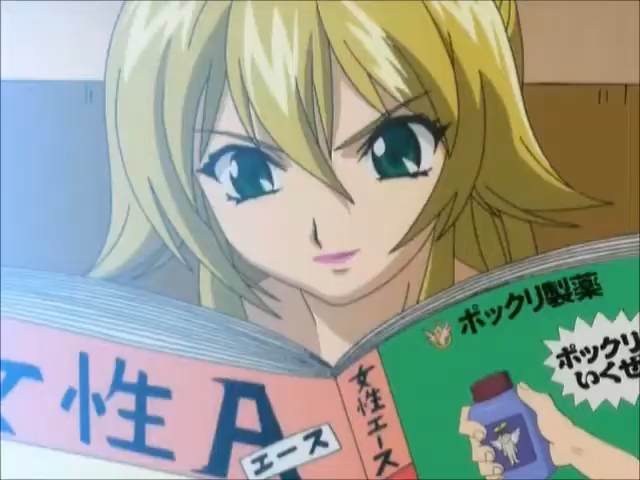 女性A
エース
女性エース
ポックリ製薬
ポックリ
いくぜ